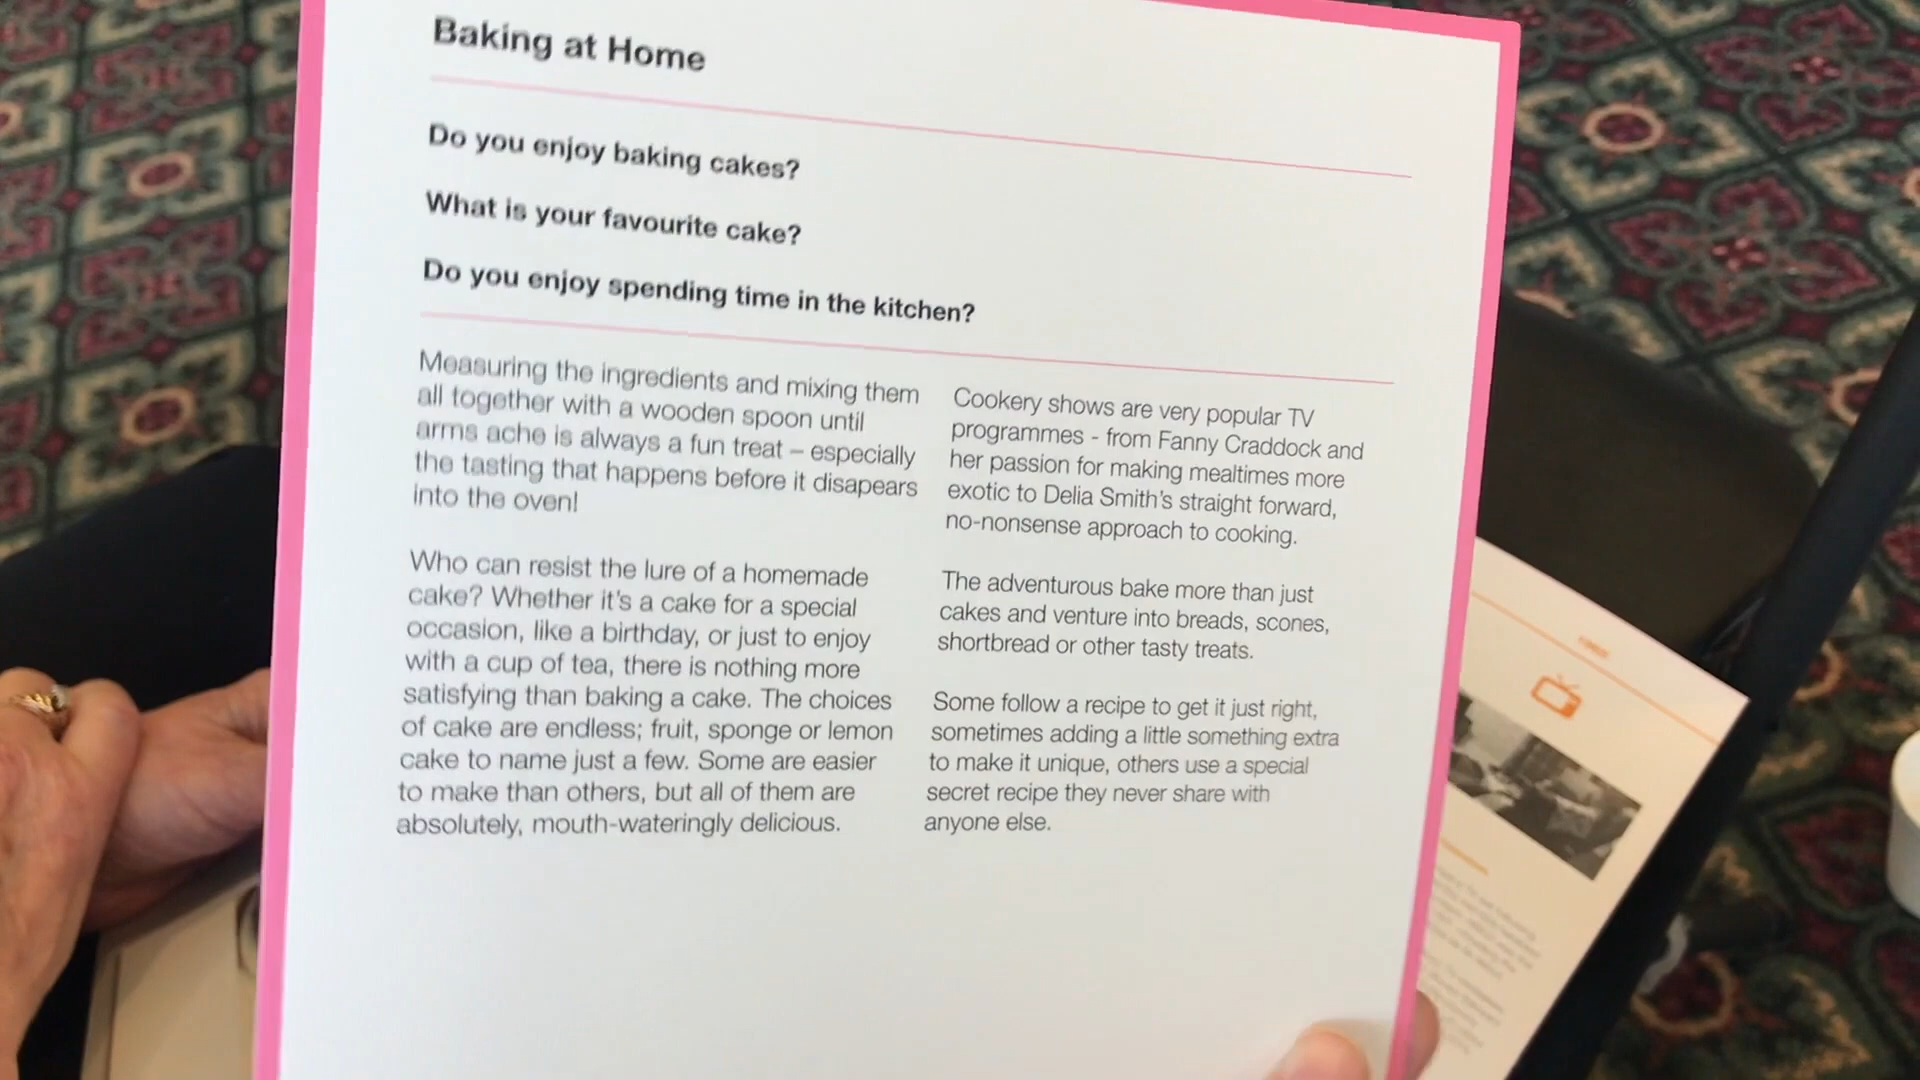 Baking at Home
Do you enjoy baking cakes?
What is your favourite cake?
Do you enjoy spending time in the kitchen?
Measuring the ingredients and mixing them
all together with a wooden spoon until
arms ache is always a fun treat – especially
the tasting that happens before it disapears
into the oven!
Who can resist the lure of a homemade
cake? Whether it's a cake for a special
occasion, like a birthday, or just to enjoy
with a cup of tea, there is nothing more
satisfying than baking a cake. The choices
of cake are endless; fruit, sponge or lemon
cake to name just a few. Some are easier
to make than others, but all of them are
absolutely, mouth-wateringly delicious.
Cookery shows are very popular TV
programmes - from Fanny Craddock and
her passion for making mealtimes more
exotic to Delia Smith's straight forward,
no-nonsense approach to cooking.
The adventurous bake more than just
cakes and venture into breads, scones,
shortbread or other tasty treats.
Some follow a recipe to get it just right,
sometimes adding a little something extra
to make it unique, others use a special
secret recipe they never share with
anyone else.